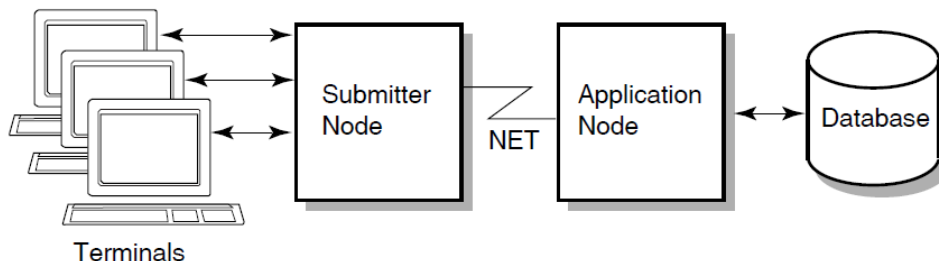 Submitter
Node
NET
Application
Node
Database
Terminals